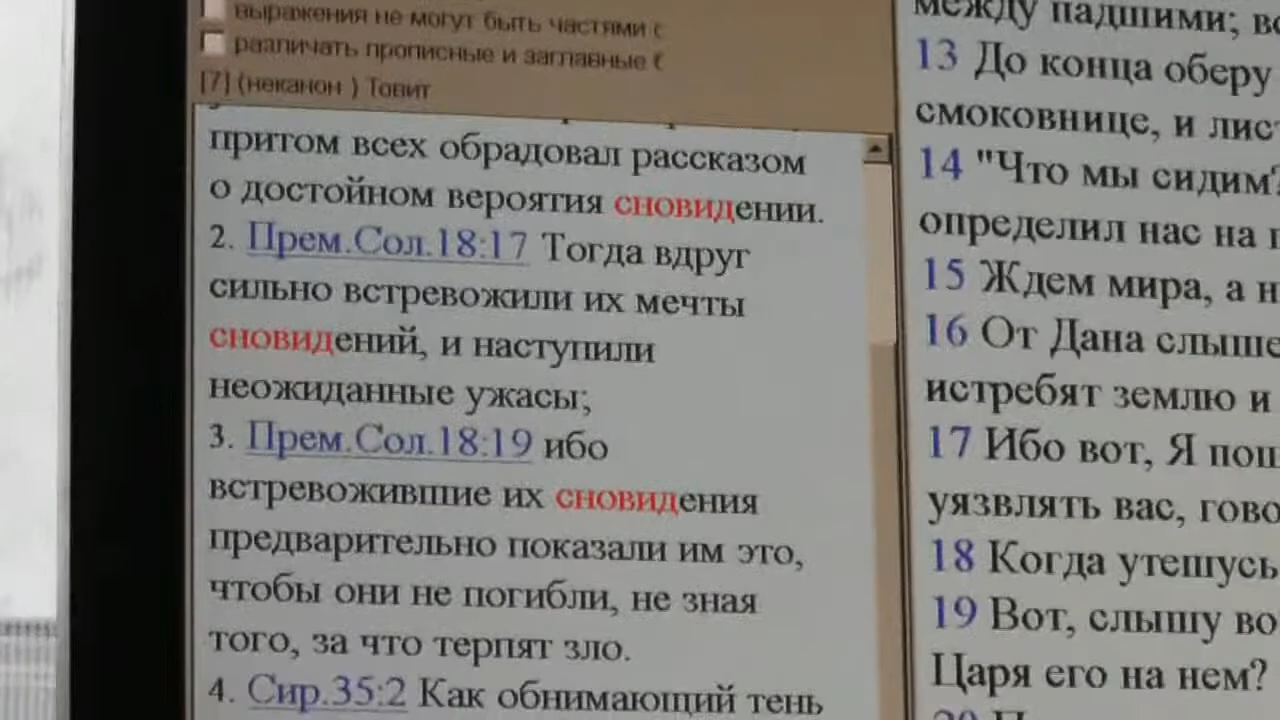 выражения не могут быть частями с
различать прописные и заглавные б
[7] (неканон ) Товит
притом всех обрадовал рассказом
о достойном вероятия сновидении.
2. Прем.Сол.18:17 Тогда вдруг
сильно встревожили их мечты
сновидений, и наступили
неожиданные ужасы;
3. Прем.Сол.18:19 ибо
встревожившие их сновидения
предварительно показали им это,
чтобы они не погибли, не зная
того, за что терпят зло.
4. Сир.35:2 Как обнимающий тень
между падшими; во
13 До конца оберу
смоковнице, и лист
14 "Что мы сидим?
определил нас на п
15 Ждем мира, а н
16 От Дана слыше
истребят землю и
17 Ибо вот, Я пош
уязвлять вас, гово
18 Когда утешусь
19 Вот, слышу во
Царя его на нем?